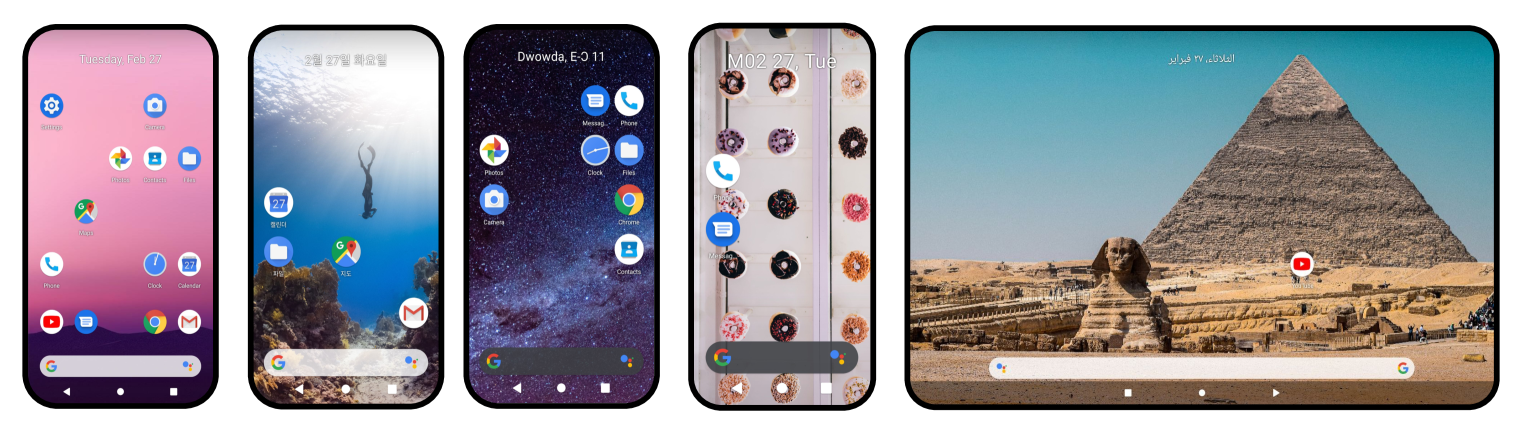 Tuesday, Feb 27
Settings
Camera
Photos
Contacts
Files
Maps
Phone
Clock
27
Calendar
2월 27일 화요일
27
캘린더
파일
지도
Dwowda, E-Ɔ 11
Messag...
Phone
Photos
Clock
Files
Camera
Chrome
Contacts
M02 27, Tue
Phone
Messag...
الثلاثاء، ٢٧ فبراير
YouTube